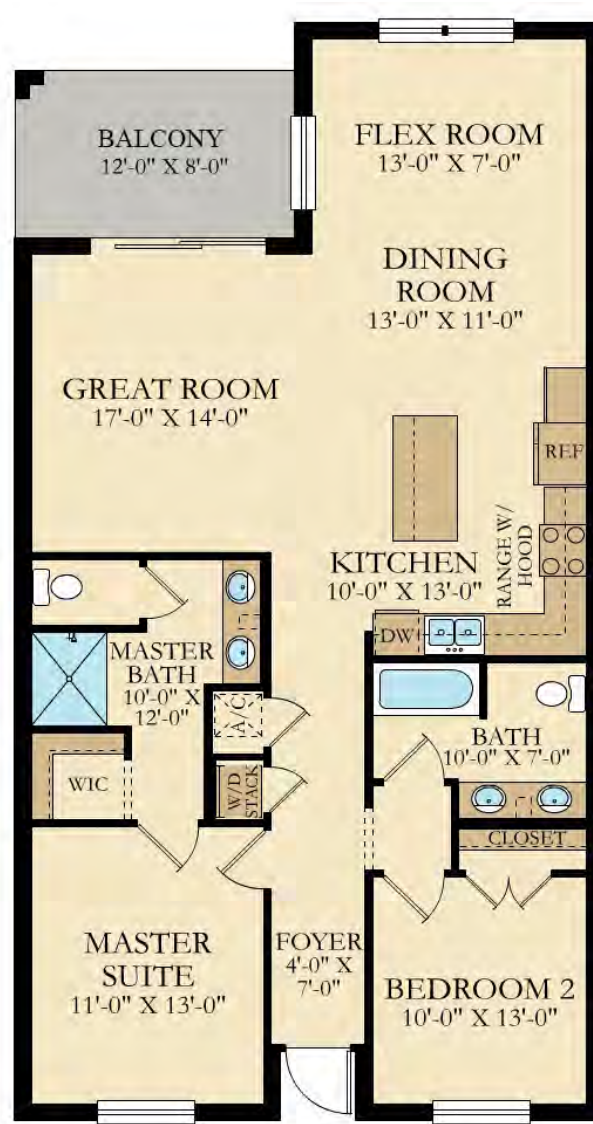 BALCONY
12'-0" X 8'-0"
FLEX ROOM
13'-0" X 7'-0"
DINING
ROOM
13'-0" X 11'-0"
GREAT ROOM
17'-0" X 14'-0"
REF
RANGE W/
HOOD
KITCHEN
10'-0" X 13'-0"
DW
MASTER
BATH
10'-0" X
12'-0"
A/C
BATH
10'-0" X 7'-0"
WIC
W/D
STACK
CLOSET
MASTER
SUITE
11'-0" X 13'-0"
FOYER
4'-0" X
7'-0"
BEDROOM 2
10'-0" X 13'-0"